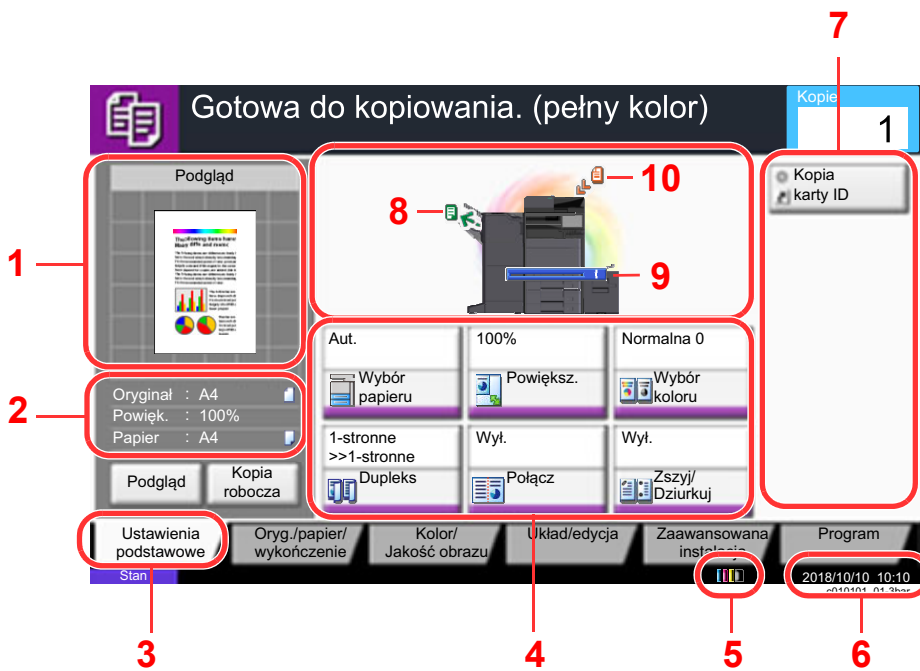 7
Gotowa do kopiowania. (pełny kolor)
Kopie
1
Podgląd
10
8
9
Kopia
karty ID
1
Aut.
100%
Normalna 0
Wybór
papieru
Powiększ.
Wybór
koloru
2
Oryginał : A4
Powięk. : 100%
Papier : A4
1-stronne
>>1-stronne
Wył.
Wył.
Dupleks
Połącz
Zszyj/
Dziurkuj
Podgląd
Kopia
robocza
Ustawienia
podstawowe
Oryg./papier/
wykończenie
Kolor/
Jakość obrazu
Układ/edycja
Zaawansowana
instalacja
Program
Stan
2018/10/10 10:10
c010101_01-3bar
3
4
5
6